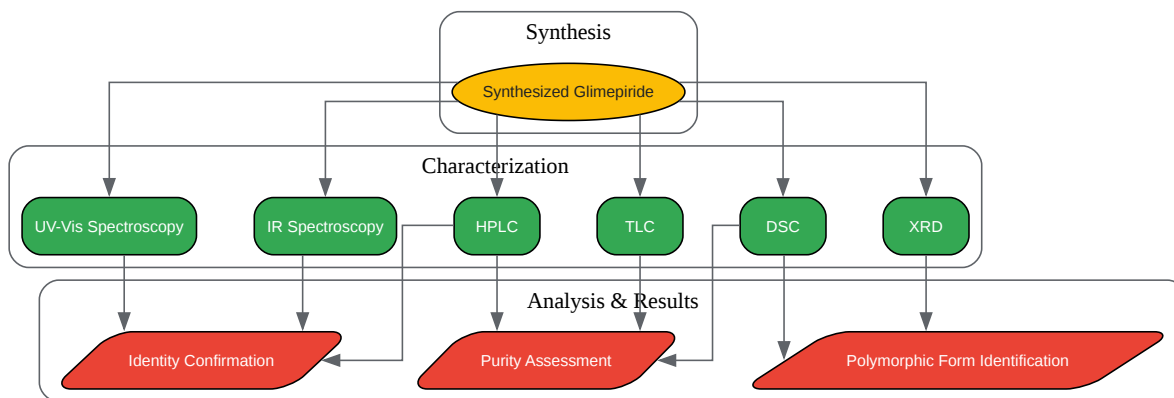 Synthesis
Synthesized Glimepiride
Characterization
UV-Vis Spectroscopy
IR Spectroscopy
HPLC
TLC
DSC
XRD
Analysis & Results
Identity Confirmation
Purity Assessment
Polymorphic Form Identification